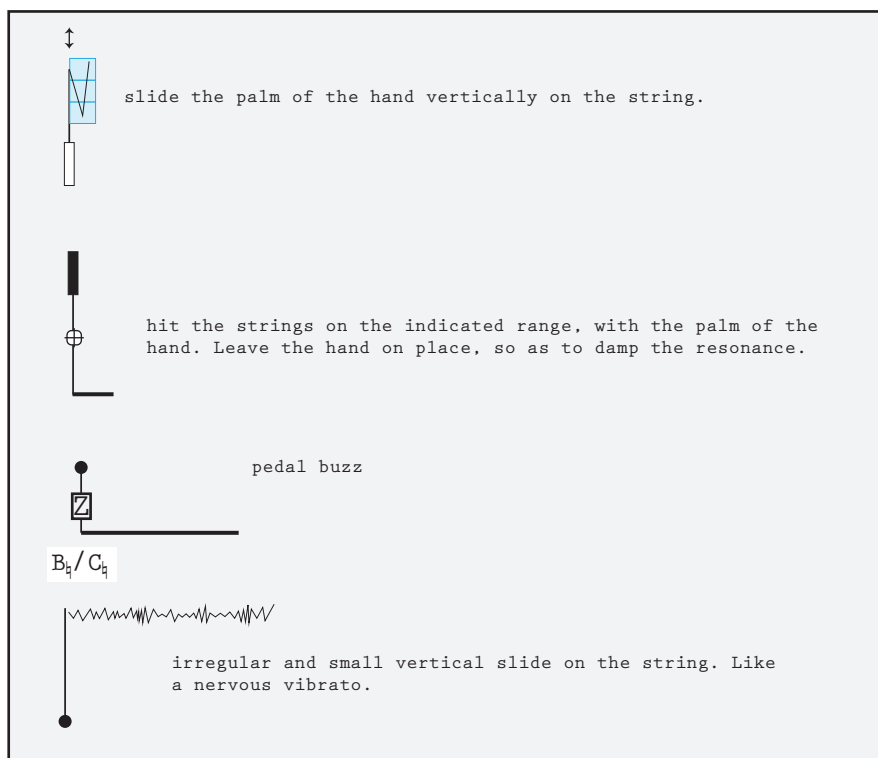 slide the palm of the hand vertically on the string.
hit the strings on the indicated range, with the palm of the
hand. Leave the hand on place, so as to damp the resonance.
pedal buzz
Z
B♮/C♮
irregular and small vertical slide on the string. Like
a nervous vibrato.